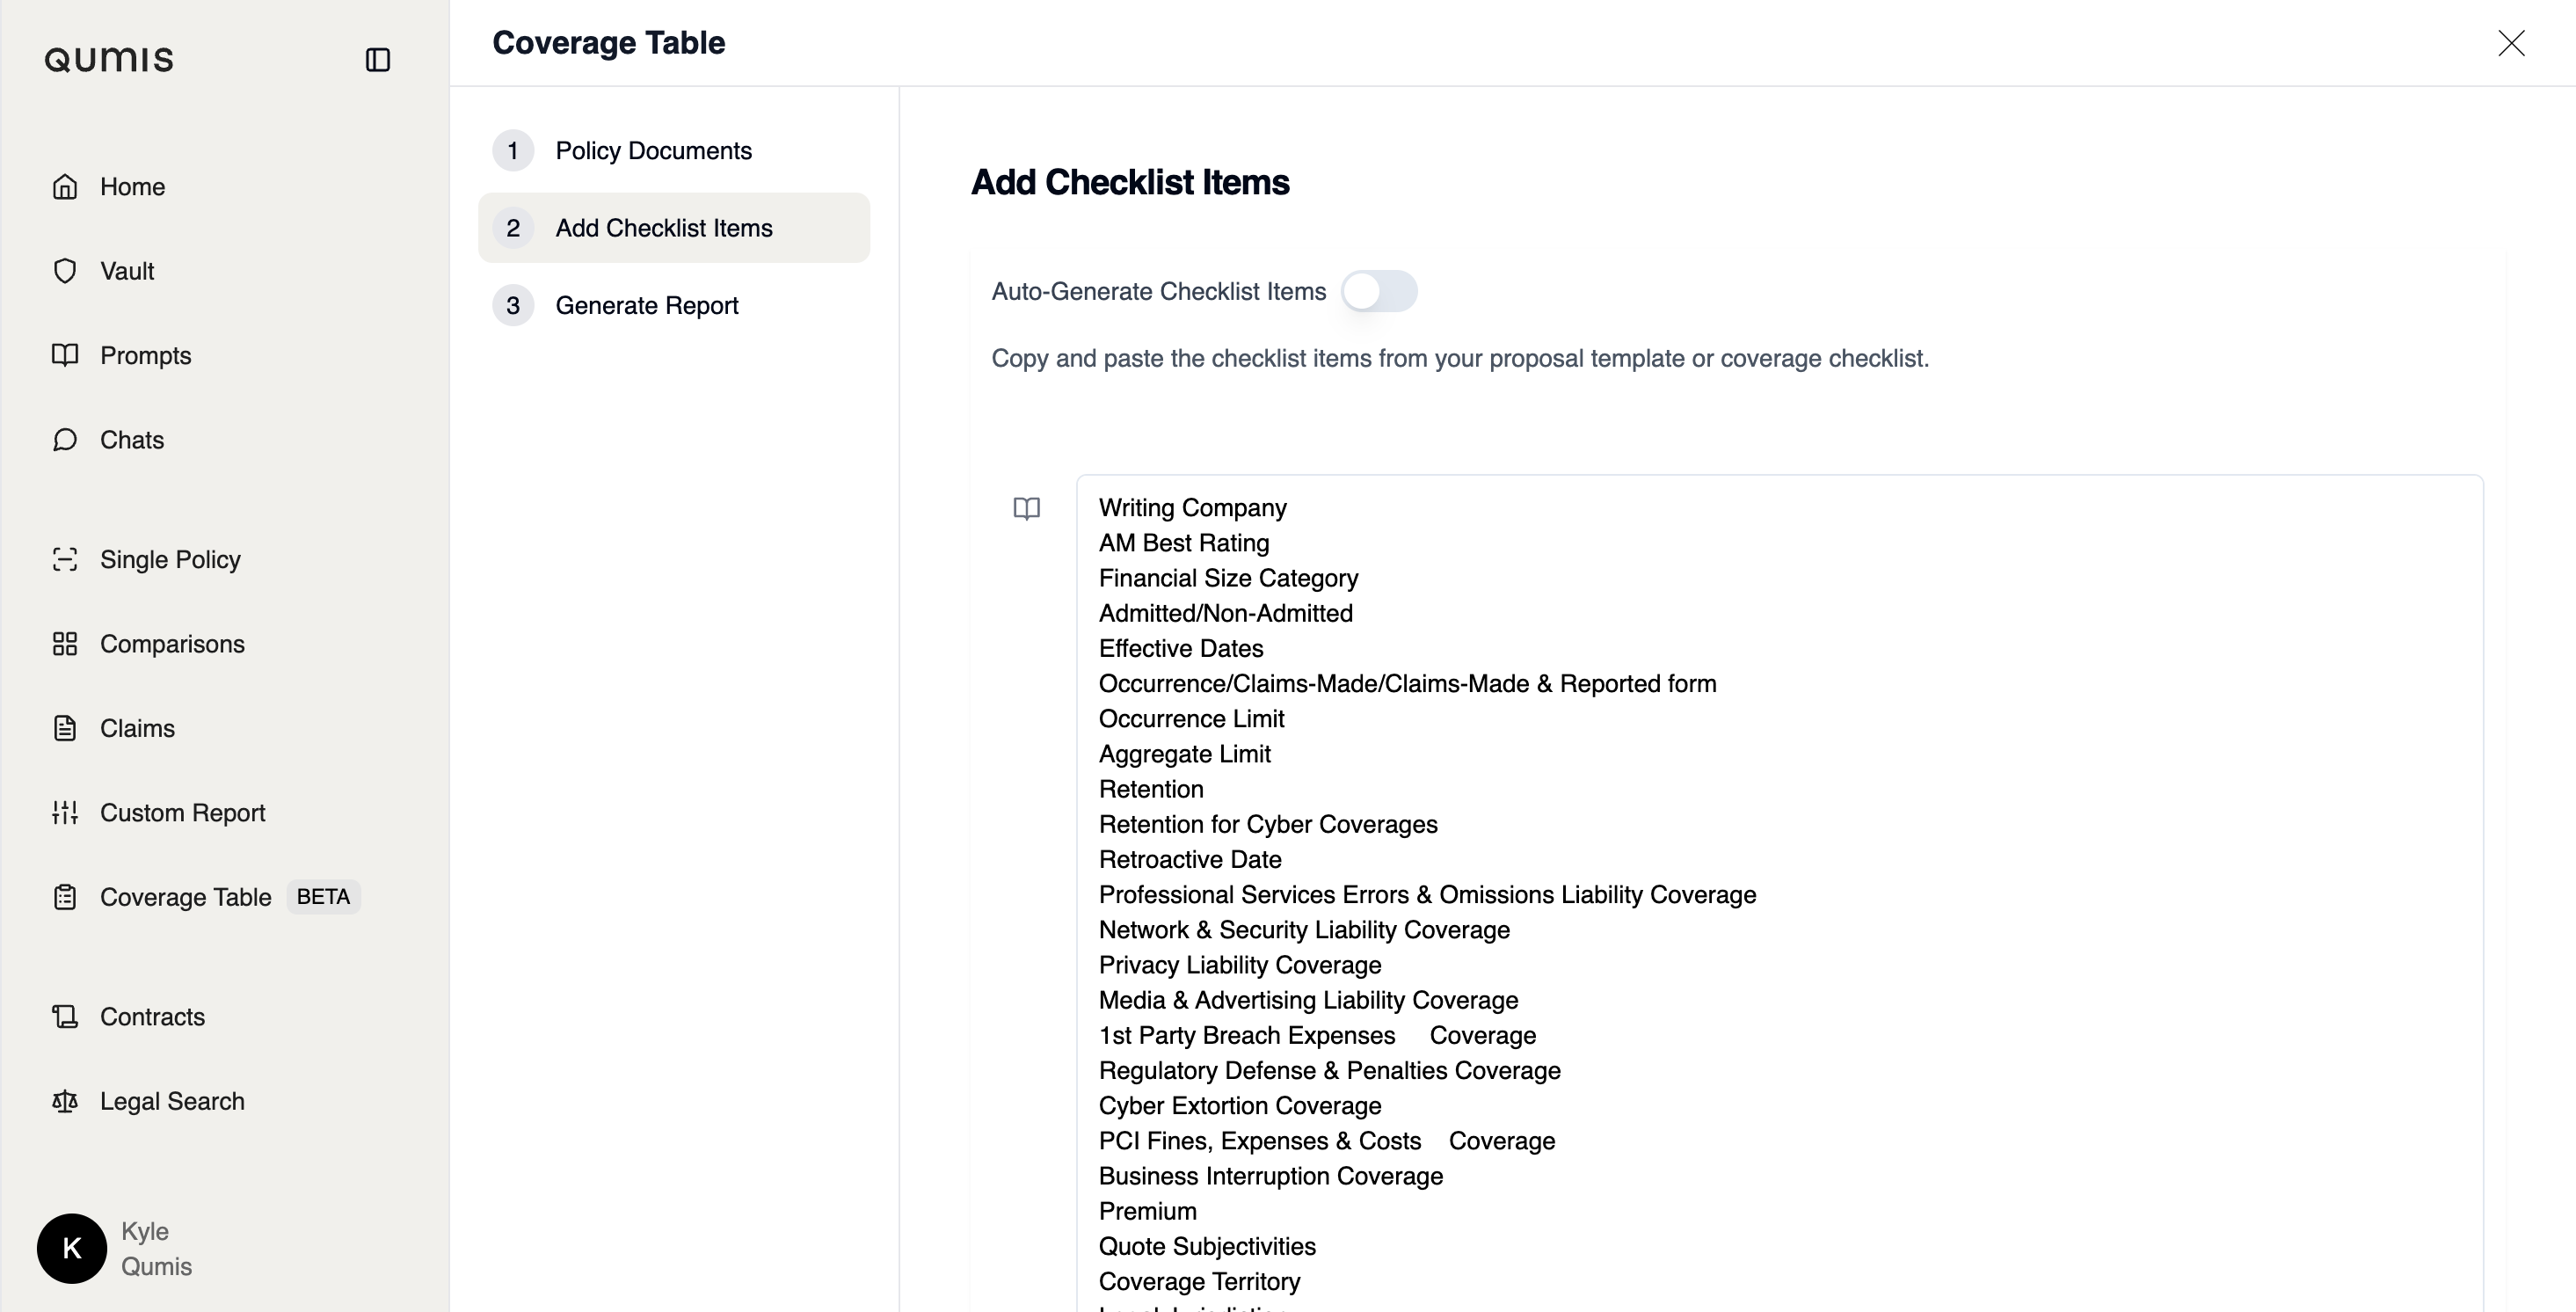 Qumis
Home
Vault
Prompts
Chats
Single Policy
Comparisons
Claims
Custom Report
Coverage Table BETA
Contracts
Legal Search
K
Kyle
Qumis
Coverage Table
1 Policy Documents
2 Add Checklist Items
3 Generate Report
Add Checklist Items
Auto-Generate Checklist Items
Copy and paste the checklist items from your proposal template or coverage checklist.
Writing Company
AM Best Rating
Financial Size Category
Admitted/Non-Admitted
Effective Dates
Occurrence/Claims-Made/Claims-Made & Reported form
Occurrence Limit
Aggregate Limit
Retention
Retention for Cyber Coverages
Retroactive Date
Professional Services Errors & Omissions Liability Coverage
Network & Security Liability Coverage
Privacy Liability Coverage
Media & Advertising Liability Coverage
1st Party Breach Expenses Coverage
Regulatory Defense & Penalties Coverage
Cyber Extortion Coverage
PCI Fines, Expenses & Costs Coverage
Business Interruption Coverage
Premium
Quote Subjectivities
Coverage Territory